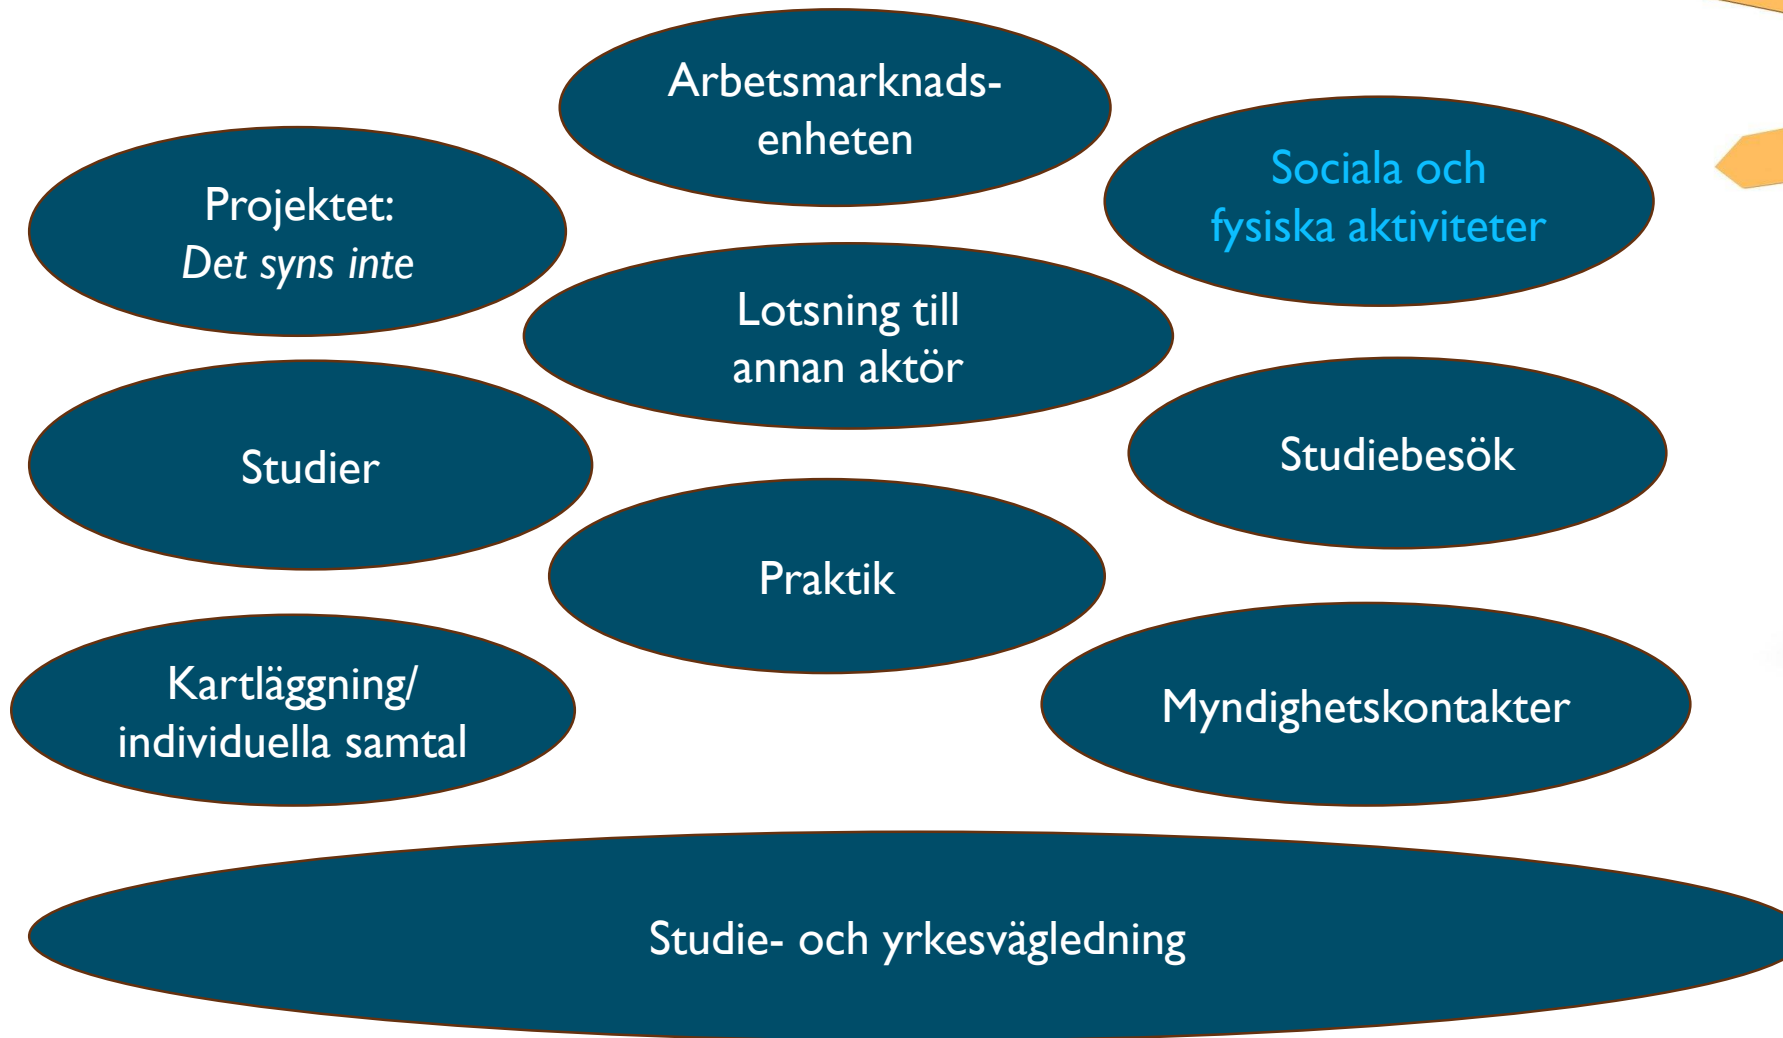 Arbetsmarknads-
enheten
Sociala och
fysiska aktiviteter
Projektet:
Det syns inte
Lotsning till
annan aktör
Studier
Studiebesök
Praktik
Kartläggning/
individuella samtal
Myndighetskontakter
Studie- och yrkesvägledning